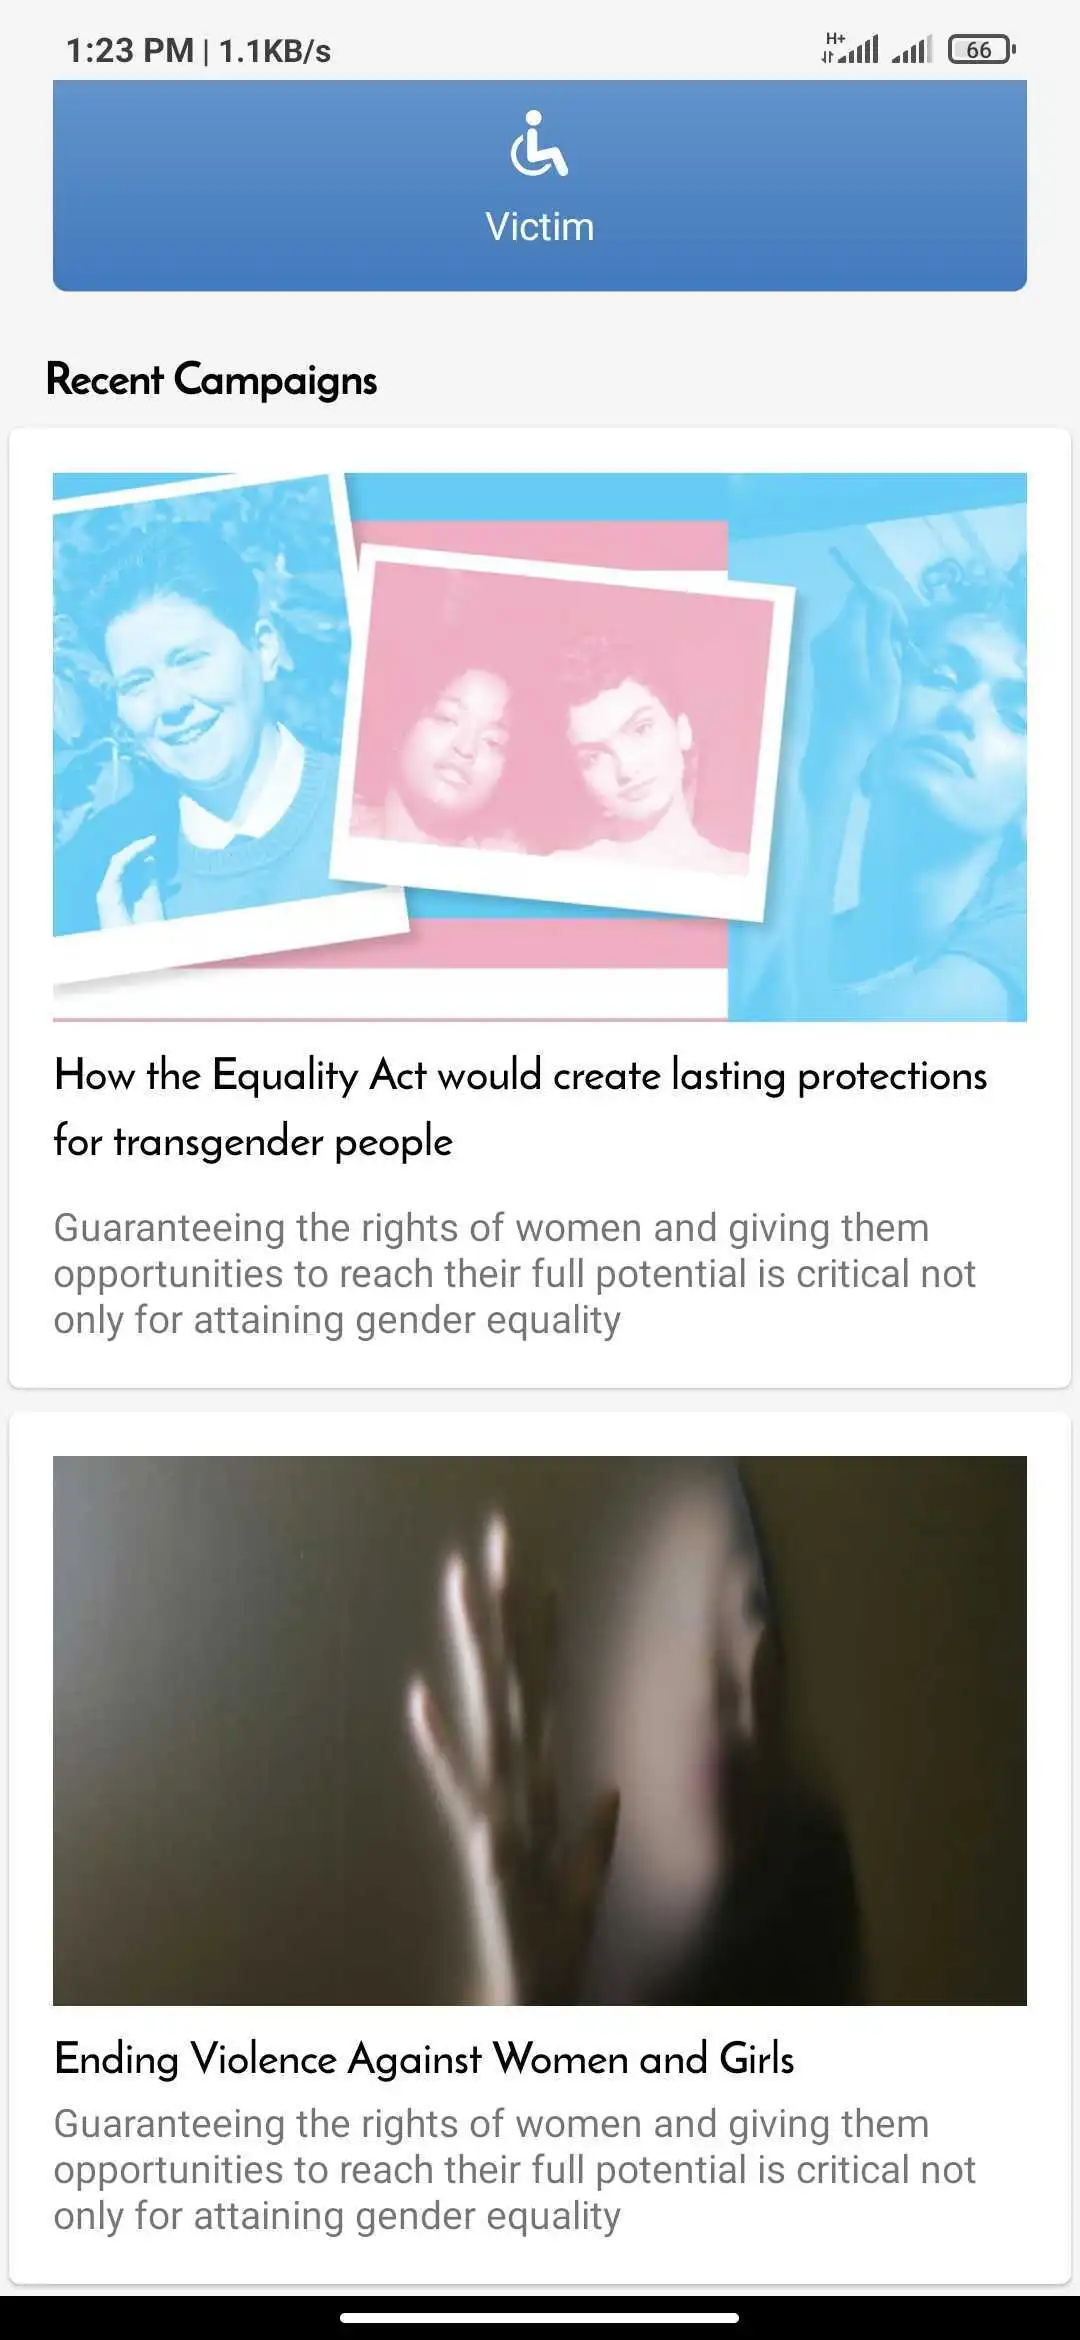 1:23 PM | 1.1KB/s H+ 66
Victim
Recent Campaigns
How the Equality Act would create lasting protections
for transgender people
Guaranteeing the rights of women and giving them
opportunities to reach their full potential is critical not
only for attaining gender equality
Ending Violence Against Women and Girls
Guaranteeing the rights of women and giving them
opportunities to reach their full potential is critical not
only for attaining gender equality